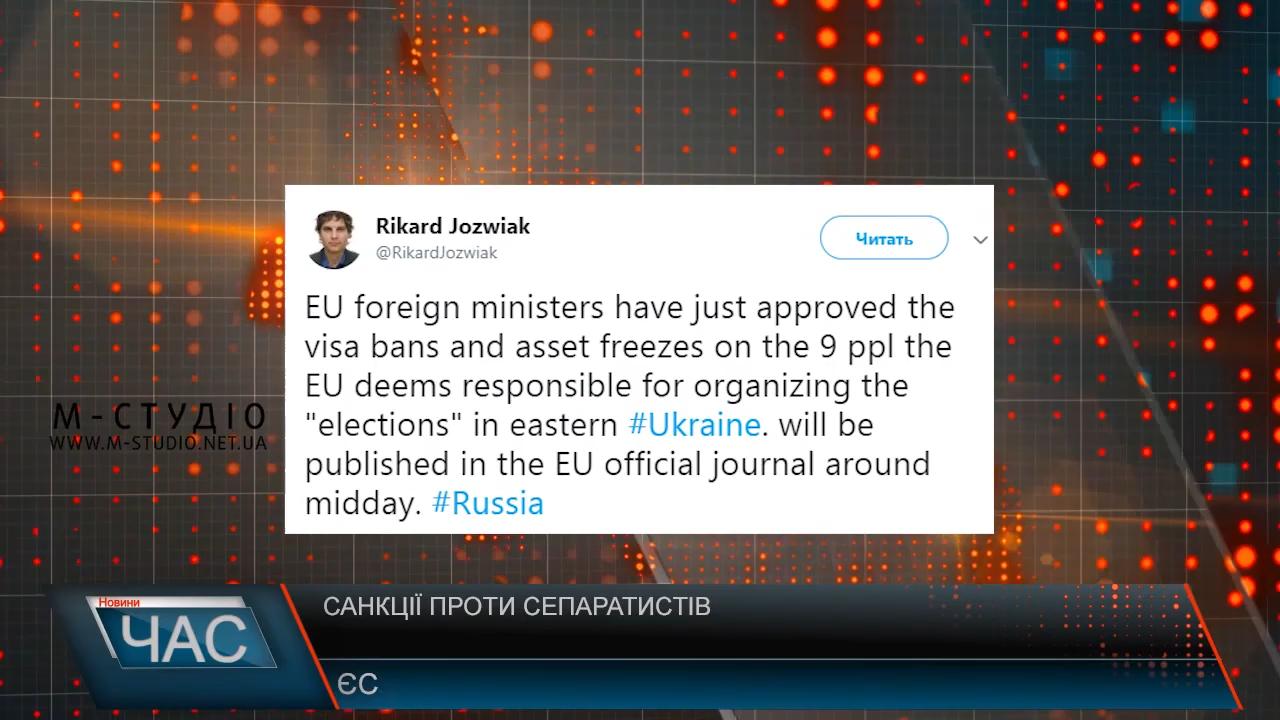 Rikard Jozwiak
@RikardJozwiak
Читать
EU foreign ministers have just approved the
visa bans and asset freezes on the 9 ppl the
EU deems responsible for organizing the
"elections" in eastern #Ukraine. will be
published in the EU official journal around
midday. #Russia
М-СТУДІО
WWW.M-STUDIO.NET.UA
Новини
ЧАС
САНКЦІЇ ПРОТИ СЕПАРАТИСТІВ
ЄС